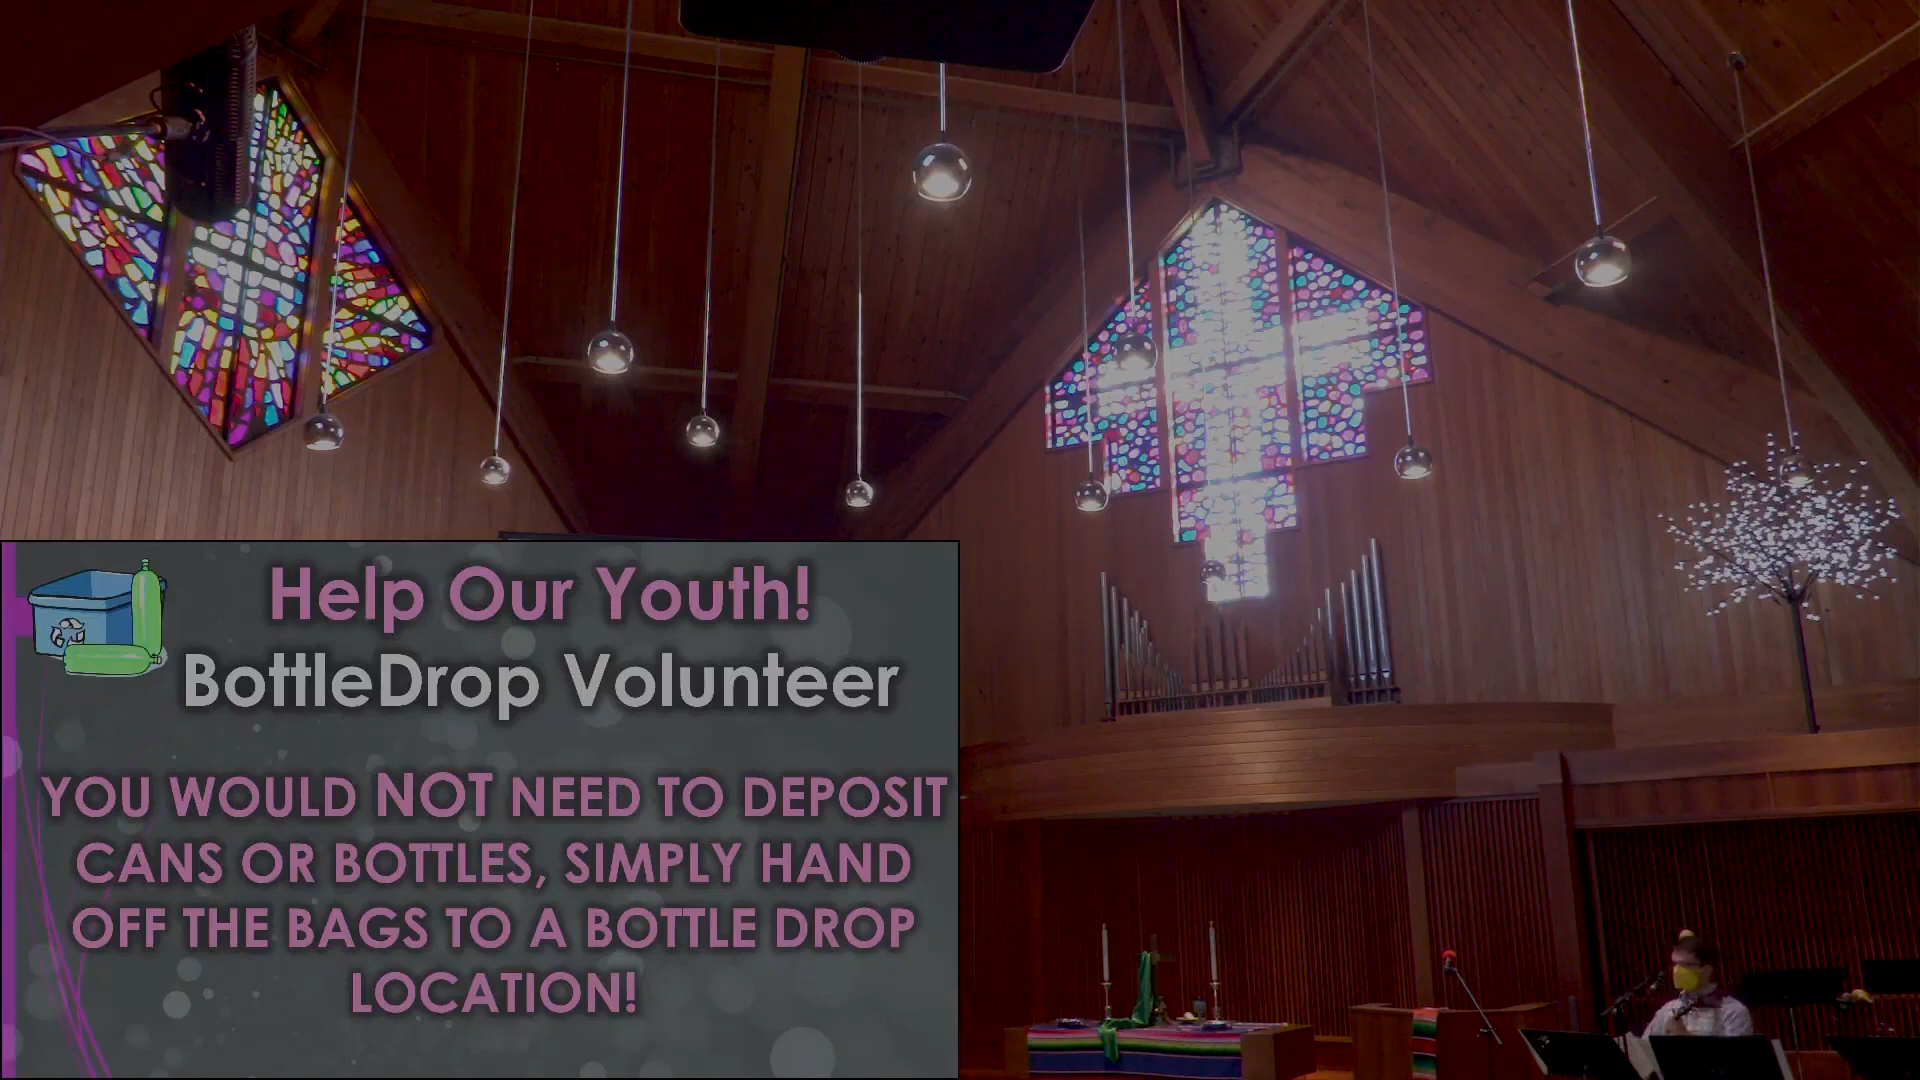 Help Our Youth!
BottleDrop Volunteer
YOU WOULD NOT NEED TO DEPOSIT
CANS OR BOTTLES, SIMPLY HAND
OFF THE BAGS TO A BOTTLE DROP
LOCATION!